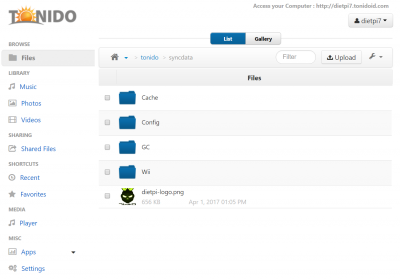 Access your Computer : http://dietpi7.tonidoid.com
TONIDO
dietpi7
BROWSE
Files
LIBRARY
Music
Photos
Videos
SHARING
Shared Files
SHORTCUTS
Recent
Favorites
MEDIA
Player
MISC
Apps
Settings
List Gallery
tonido syncdata
Filter
Upload
Files
Cache
Config
GC
Wii
dietpi-logo.png
656 KB Apr 1, 2017 01:05 PM